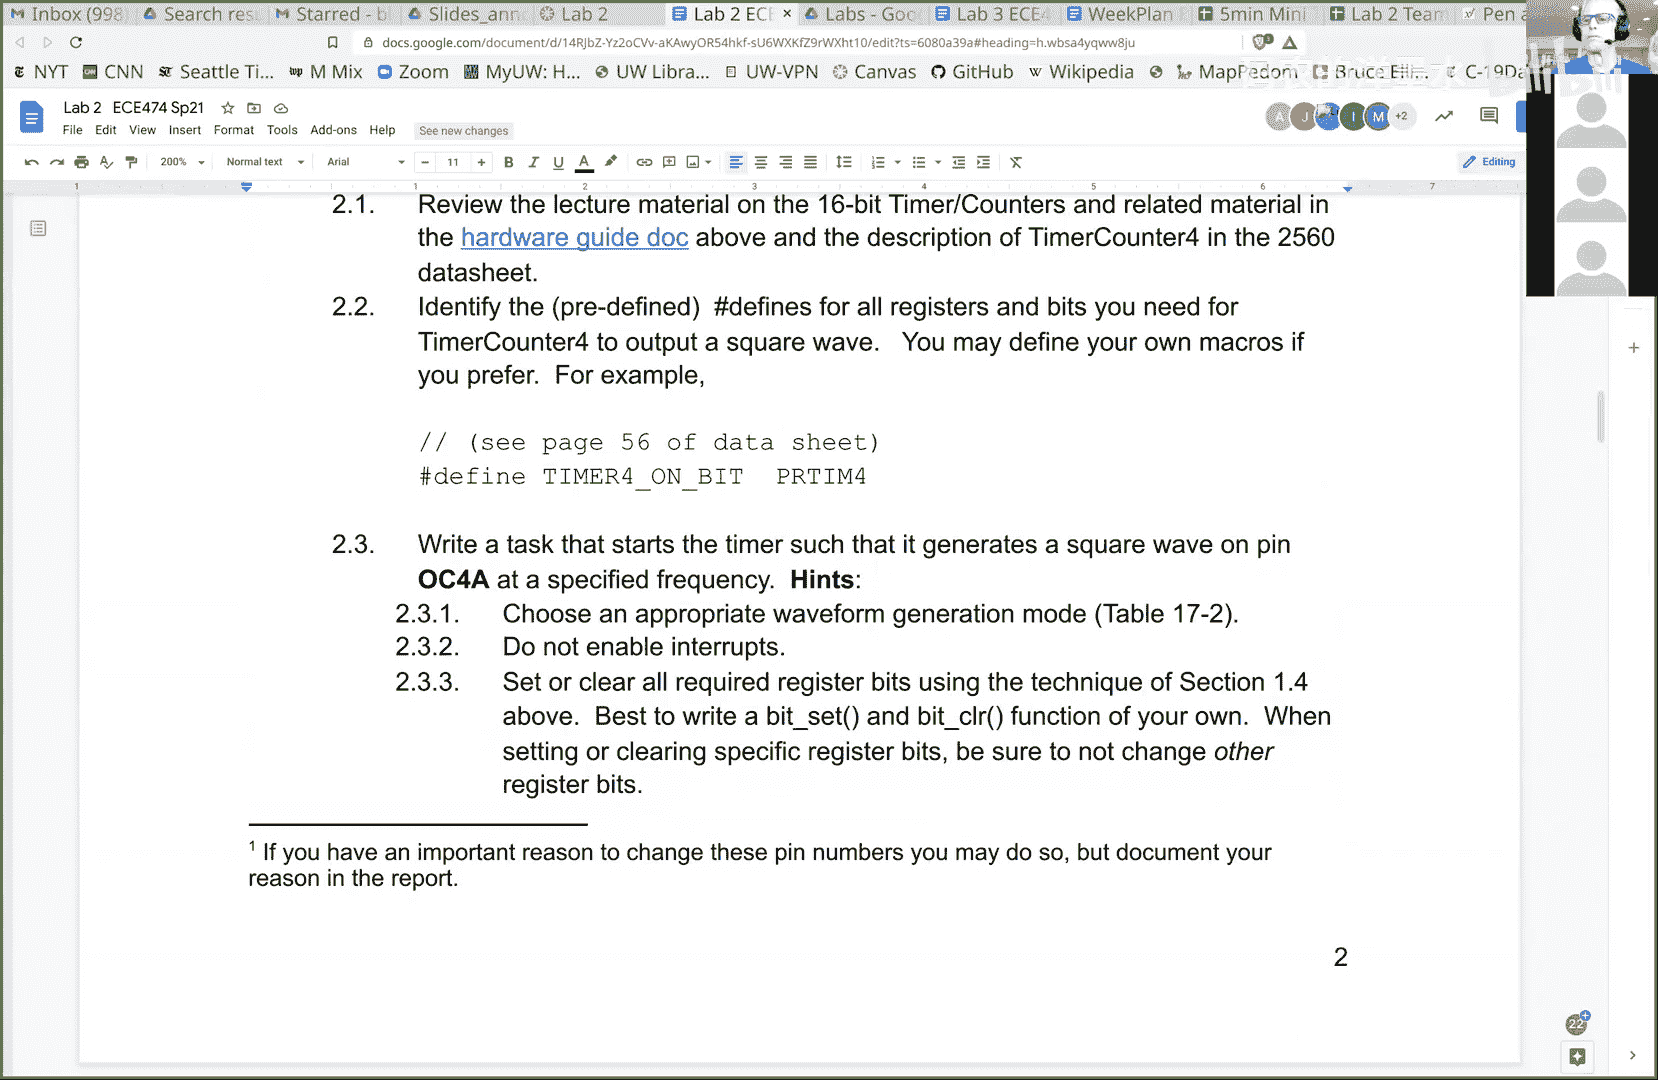 Inbox (998
Search res
Starred - b
Slides_anno
Lab 2
Lab 2 ECE
Labs - Goo
Lab 3 ECE4
WeekPlan
5min Mini
Lab 2 Team
Pen a
docs.google.com/document/d/14RJbZ-Yz2oCVv-aKAwyOR54hkf-sU6WXKfZ9rWXht10/edit?ts=6080a39a#heading=h.wbsa4yqww8ju
NYT CNN Seattle Ti... M Mix Zoom MyUW: H... UW Libra... UW-VPN Canvas GitHub Wikipedia MapPedom
Lab 2 ECE474 Sp21
File Edit View Insert Format Tools Add-ons Help See new changes
A J I M +2
200% Normal text Arial − 11 + B I U A Editing
1 1 2 3 4 5 6 7
2.1. Review the lecture material on the 16-bit Timer/Counters and related material in
the hardware guide doc above and the description of TimerCounter4 in the 2560
datasheet.
2.2. Identify the (pre-defined) #defines for all registers and bits you need for
TimerCounter4 to output a square wave. You may define your own macros if
you prefer. For example,
// (see page 56 of data sheet)
#define TIMER4_ON_BIT PRTIM4
2.3. Write a task that starts the timer such that it generates a square wave on pin
OC4A at a specified frequency. Hints:
2.3.1. Choose an appropriate waveform generation mode (Table 17-2).
2.3.2. Do not enable interrupts.
2.3.3. Set or clear all required register bits using the technique of Section 1.4
above. Best to write a bit_set() and bit_clr() function of your own. When
setting or clearing specific register bits, be sure to not change other
register bits.
1 If you have an important reason to change these pin numbers you may do so, but document your
reason in the report.
2
22